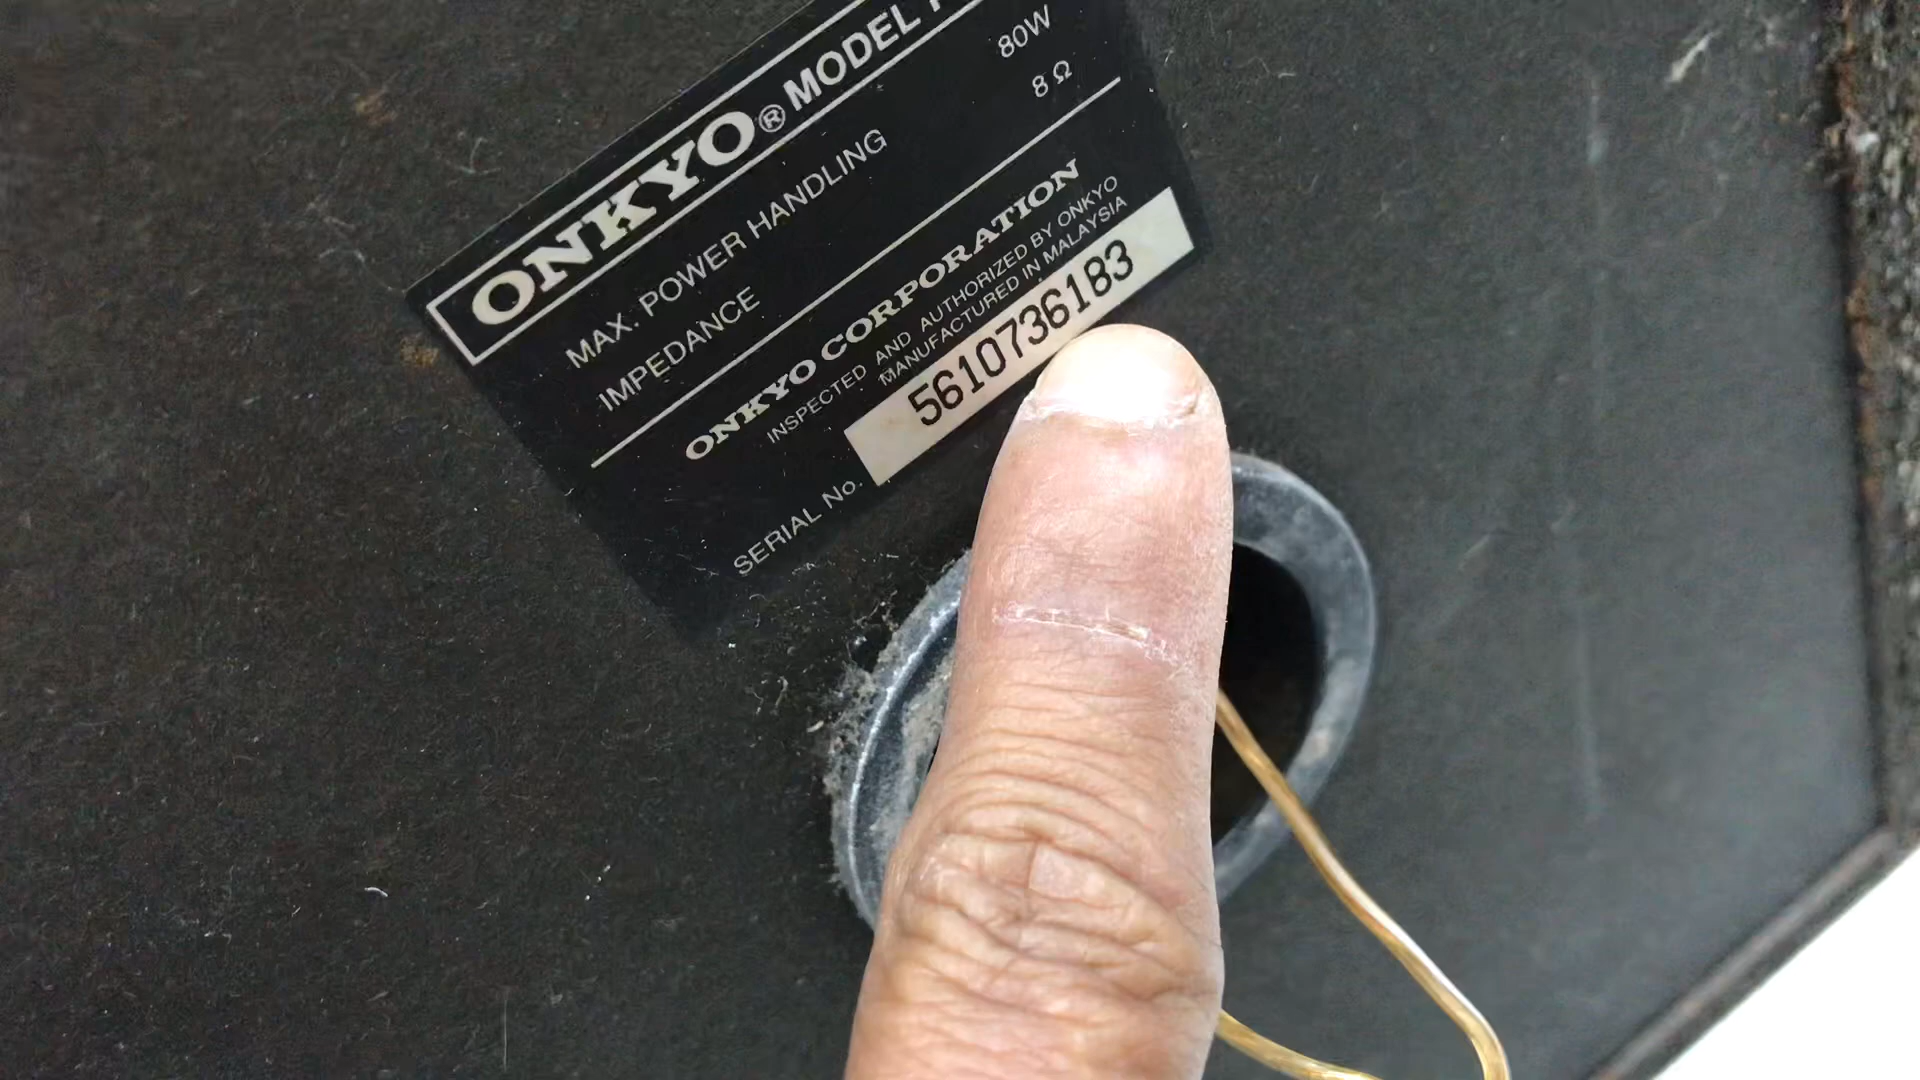 ONKYO® MODEL
MAX. POWER HANDLING 80W
IMPEDANCE 8 Ω
ONKYO CORPORATION
INSPECTED AND AUTHORIZED BY ONKYO
MANUFACTURED IN MALAYSIA
SERIAL No. 5610736183